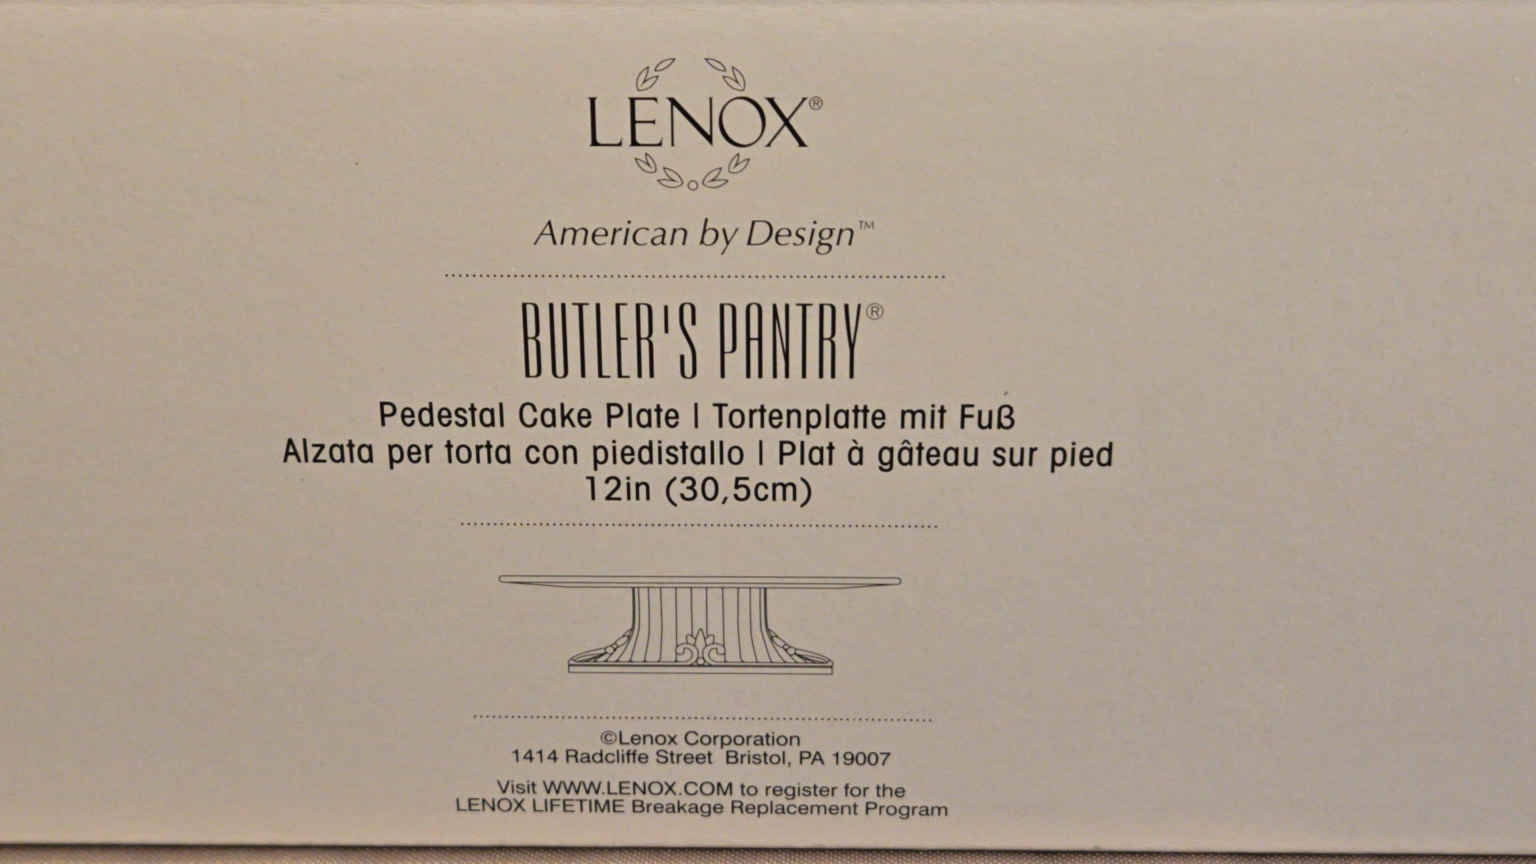 LENOX®
American by Design™
BUTLER'S PANTRY®
Pedestal Cake Plate | Tortenplatte mit Fuß
Alzata per torta con piedistallo | Plat à gâteau sur pied
12in (30,5cm)
©Lenox Corporation
1414 Radcliffe Street Bristol, PA 19007
Visit WWW.LENOX.COM to register for the
LENOX LIFETIME Breakage Replacement Program